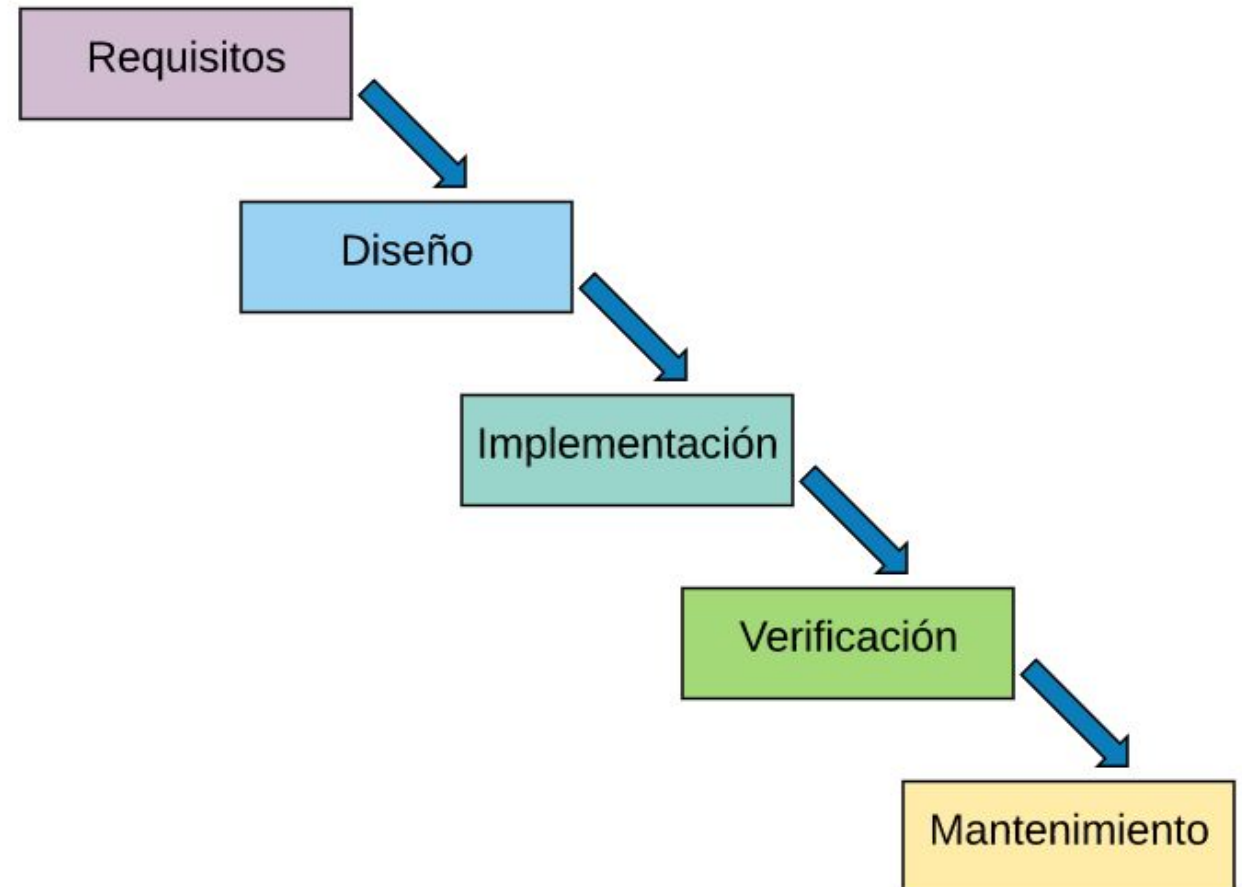 Requisitos
Diseño
Implementación
Verificación
Mantenimiento